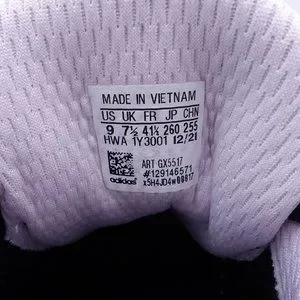 MADE IN VIETNAM
US UK FR JP CHN
9 7½ 41⅓ 260 255
HWA 1Y3001 12/21
ART GX5517
#129146571
adidas x5H4JD4w00817